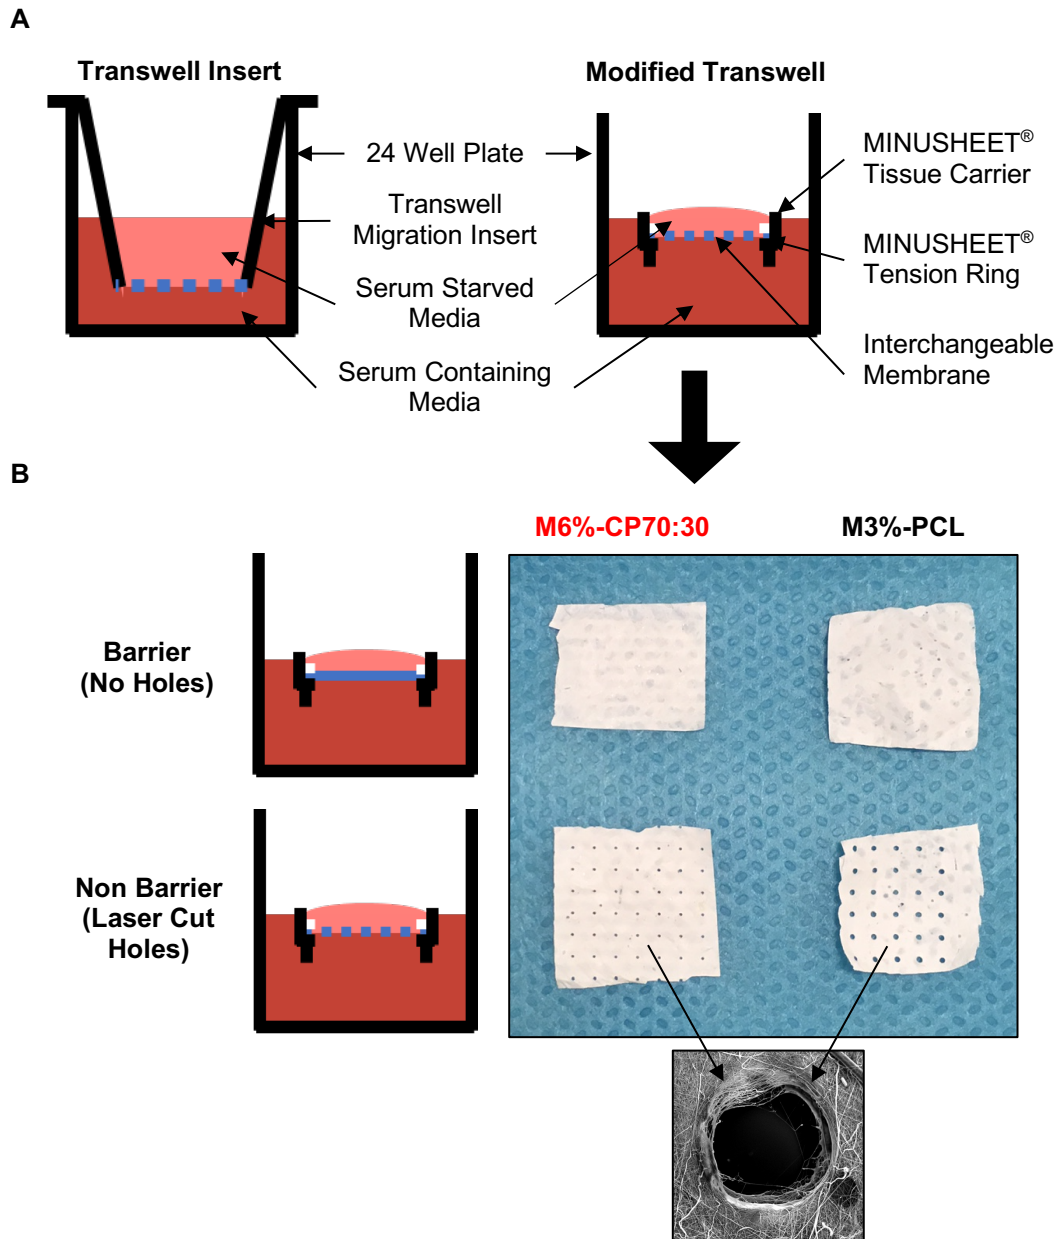 A
Transwell Insert
Modified Transwell
24 Well Plate
Transwell
Migration Insert
Serum Starved
Media
Serum Containing
Media
MINUSHEET®
Tissue Carrier
MINUSHEET®
Tension Ring
Interchangeable
Membrane
B
M6%-CP70:30
M3%-PCL
Barrier
(No Holes)
Non Barrier
(Laser Cut
Holes)